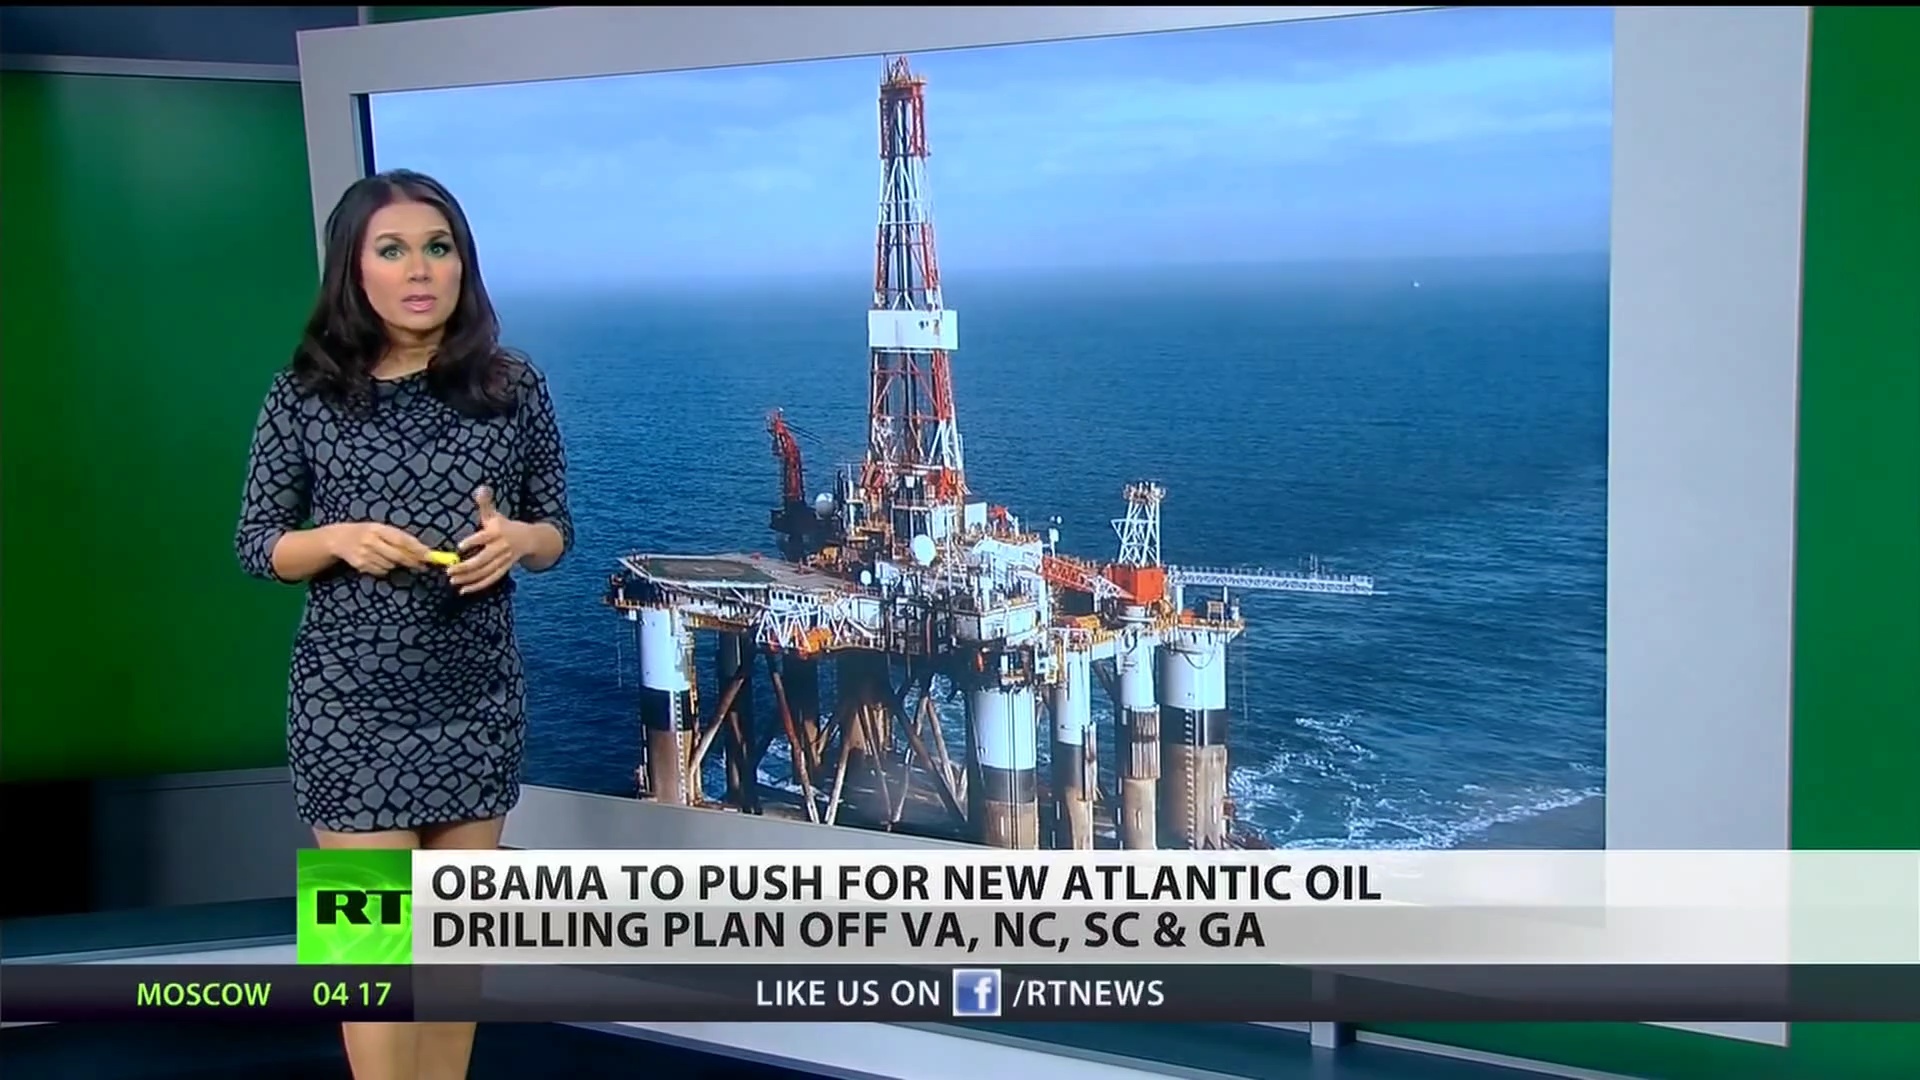 OBAMA TO PUSH FOR NEW ATLANTIC OIL
DRILLING PLAN OFF VA, NC, SC & GA
RT
MOSCOW 04 17
LIKE US ON f /RTNEWS